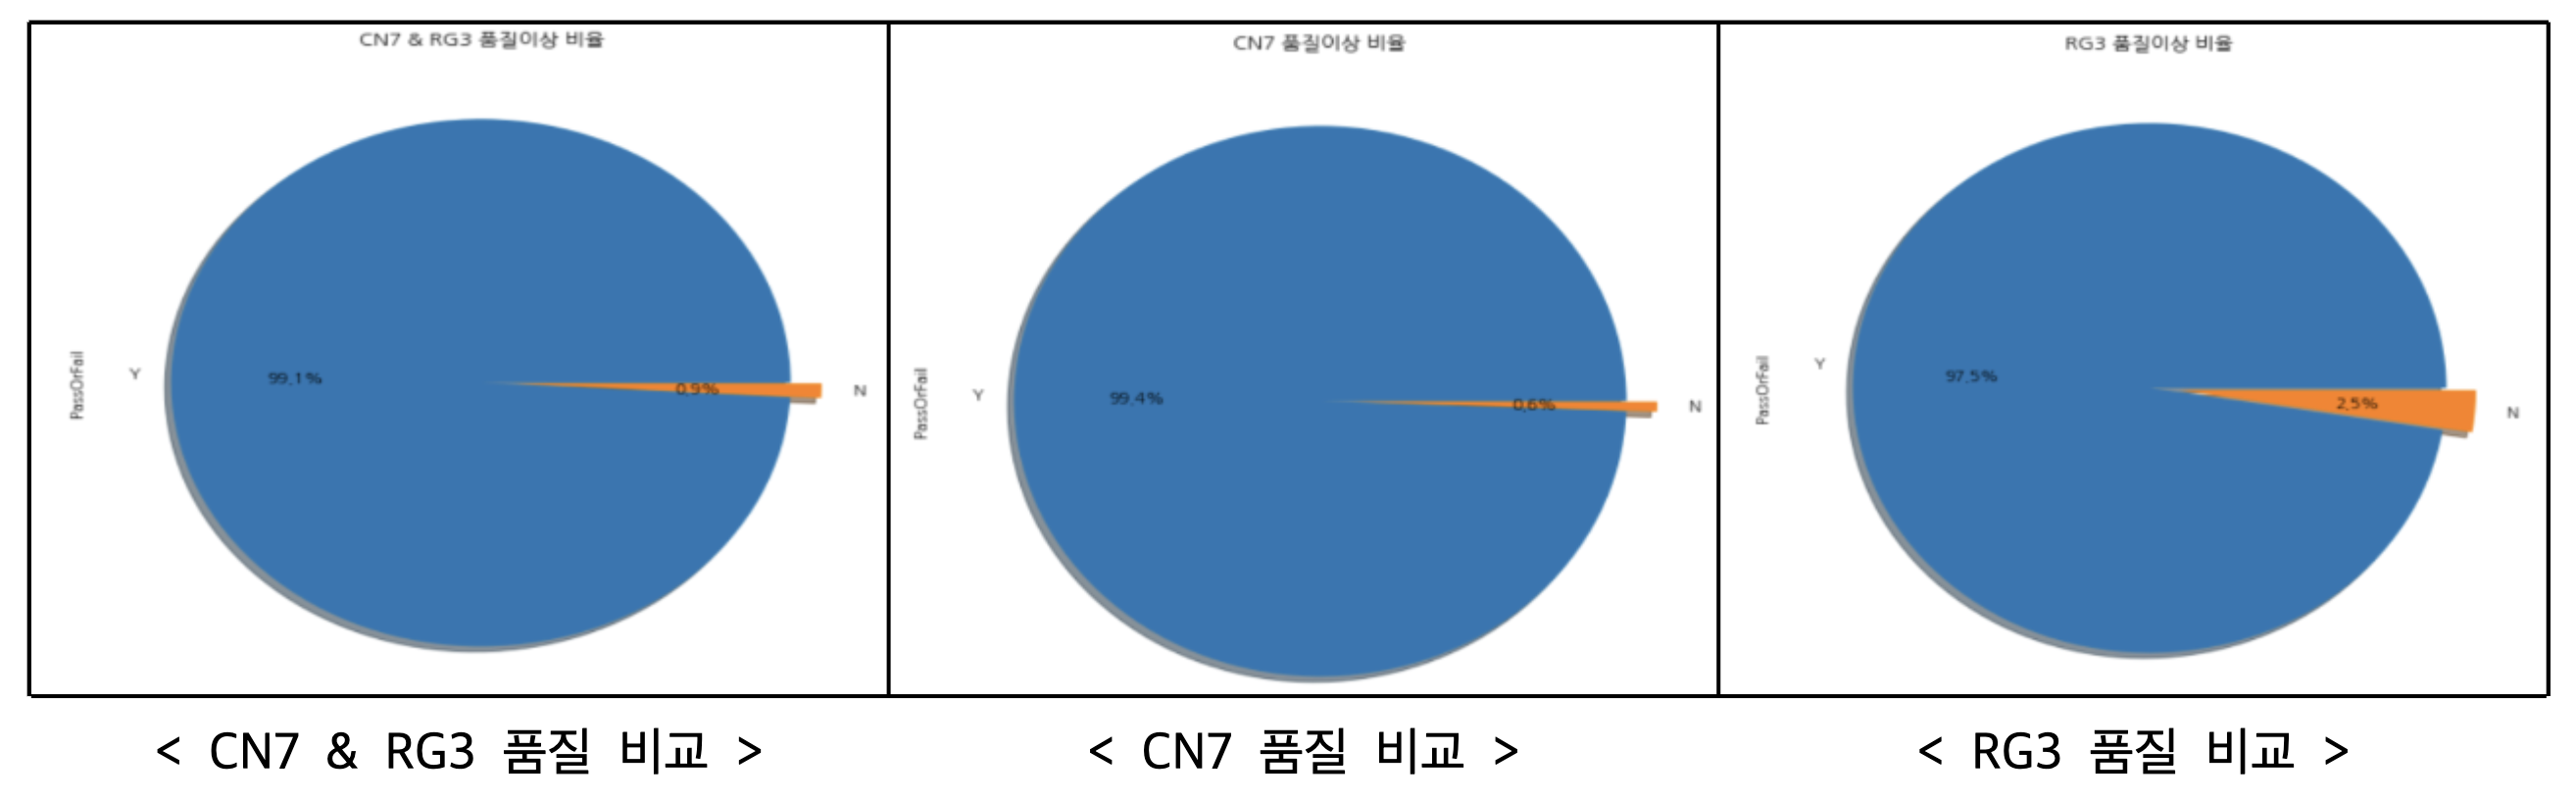 CN7 & RG3 품질이상 비율
PassOrFail
Y
99.1%
0.9%
N
CN7 품질이상 비율
PassOrFail
Y
99.4%
0.6%
N
RG3 품질이상 비율
PassOrFail
Y
97.5%
2.5%
N
< CN7 & RG3 품질 비교 >
< CN7 품질 비교 >
< RG3 품질 비교 >